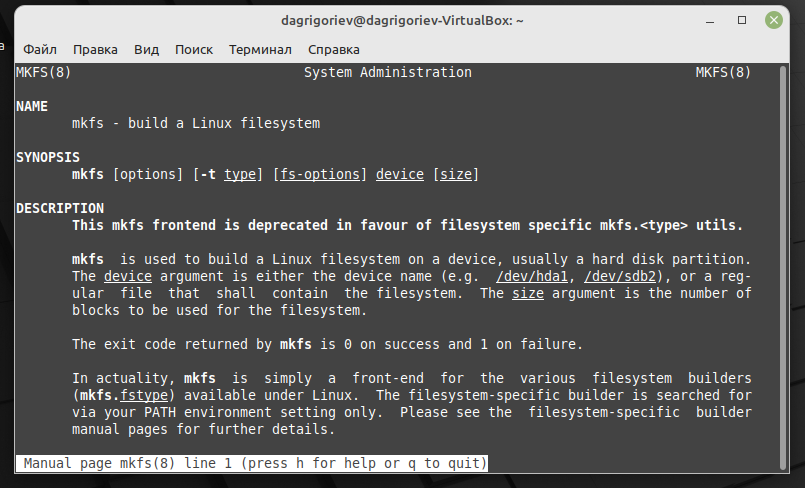 а
dagrigoriev@dagrigoriev-VirtualBox: ~
Файл Правка Вид Поиск Терминал Справка
MKFS(8) System Administration MKFS(8)
NAME
mkfs - build a Linux filesystem
SYNOPSIS
mkfs [options] [-t type] [fs-options] device [size]
DESCRIPTION
This mkfs frontend is deprecated in favour of filesystem specific mkfs.<type> utils.
mkfs is used to build a Linux filesystem on a device, usually a hard disk partition.
The device argument is either the device name (e.g. /dev/hda1, /dev/sdb2), or a reg-
ular file that shall contain the filesystem. The size argument is the number of
blocks to be used for the filesystem.
The exit code returned by mkfs is 0 on success and 1 on failure.
In actuality, mkfs is simply a front-end for the various filesystem builders
(mkfs.fstype) available under Linux. The filesystem-specific builder is searched for
via your PATH environment setting only. Please see the filesystem-specific builder
manual pages for further details.
Manual page mkfs(8) line 1 (press h for help or q to quit)